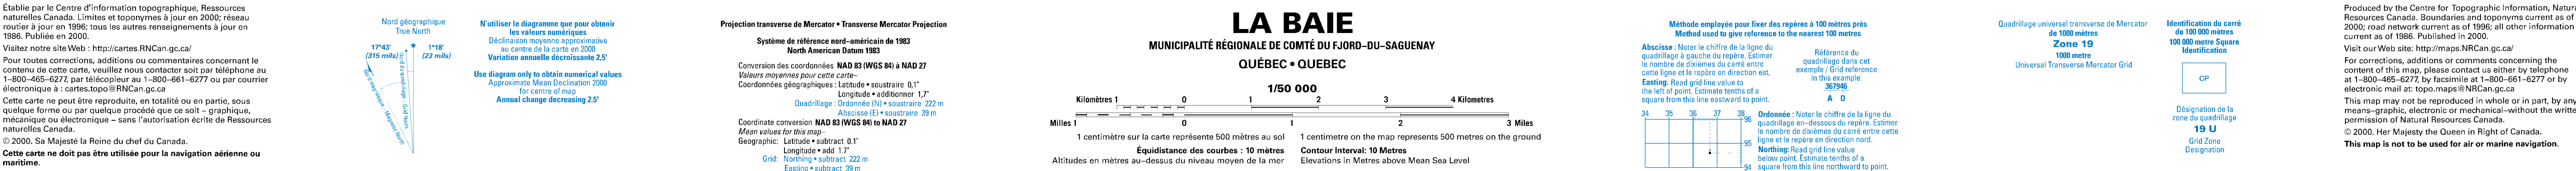 Établie par le Centre d'information topographique, Ressources
naturelles Canada. Limites et toponymes à jour en 2000; réseau
routier à jour en 1996; tous les autres renseignements à jour en
1986. Publiée en 2000.
Visitez notre site Web : http://cartes.RNCan.gc.ca/
Pour toutes corrections, additions ou commentaires concernant le
contenu de cette carte, veuillez nous contacter soit par téléphone au
1–800–465–6277, par télécopieur au 1–800–661–6277 ou par courrier
électronique à : cartes.topo@RNCan.gc.ca
Cette carte ne peut être reproduite, en totalité ou en partie, sous
quelque forme ou par quelque procédé que ce soit – graphique,
mécanique ou électronique – sans l'autorisation écrite de Ressources
naturelles Canada.
© 2000. Sa Majesté la Reine du chef du Canada.
Cette carte ne doit pas être utilisée pour la navigation aérienne ou
maritime.
Nord géographique
True North
17°43'
(315 mils)
1°18'
(23 mils)
Nord magnétique - Magnetic North
Nord du quadrillage - Grid North
N'utiliser le diagramme que pour obtenir
les valeurs numériques
Déclinaison moyenne approximative
au centre de la carte en 2000
Variation annuelle décroissante 2,5'
Use diagram only to obtain numerical values
Approximate Mean Declination 2000
for centre of map
Annual change decreasing 2.5'
Projection transverse de Mercator • Transverse Mercator Projection
Système de référence nord–américain de 1983
North American Datum 1983
Conversion des coordonnées NAD 83 (WGS 84) à NAD 27
Valeurs moyennes pour cette carte–
Coordonnées géographiques : Latitude • soustraire 0,1"
Longitude • additionner 1,7"
Quadrillage : Ordonnée (N) • soustraire 222 m
Abscisse (E) • soustraire 39 m
Coordinate conversion NAD 83 (WGS 84) to NAD 27
Mean values for this map–
Geographic: Latitude • subtract 0.1"
Longitude • add 1.7"
Grid: Northing • subtract 222 m
Easting • subtract 39 m
LA BAIE
MUNICIPALITÉ RÉGIONALE DE COMTÉ DU FJORD–DU–SAGUENAY
QUÉBEC • QUEBEC
1/50 000
Kilomètres 1 0 1 2 3 4 Kilometres
Milles 1 0 1 2 3 Miles
1 centimètre sur la carte représente 500 mètres au sol
1 centimetre on the map represents 500 metres on the ground
Équidistance des courbes : 10 mètres
Contour Interval: 10 Metres
Altitudes en mètres au–dessus du niveau moyen de la mer
Elevations in Metres above Mean Sea Level
Méthode employée pour fixer des repères à 100 mètres près
Method used to give reference to the nearest 100 metres
Abscisse : Noter le chiffre de la ligne du
quadrillage à gauche du repère. Estimer
le nombre de dixièmes du carré entre
cette ligne et le repère en direction est.
Easting: Read grid line value to
the left of point. Estimate tenths of a
square from this line eastward to point.
Référence du
quadrillage dans cet
exemple / Grid reference
in this example:
367946
A O
34 35 36 37 38
96
95
94
Ordonnée : Noter le chiffre de la ligne du
quadrillage en–dessous du repère. Estimer
le nombre de dixièmes du carré entre cette
ligne et le repère en direction nord.
Northing: Read grid line value
below point. Estimate tenths of a
square from this line northward to point.
Quadrillage universel transverse de Mercator
de 1000 mètres
Zone 19
1000 metre
Universal Transverse Mercator Grid
Identification du carré
de 100 000 mètres
100 000 metre Square
Identification
CP
Désignation de la
zone du quadrillage
19 U
Grid Zone
Designation
Produced by the Centre for Topographic Information, Natur
Resources Canada. Boundaries and toponyms current as of
2000; road network current as of 1996; all other information
current as of 1986. Published in 2000.
Visit our Web site: http://maps.NRCan.gc.ca/
For corrections, additions or comments concerning the
content of this map, please contact us either by telephone
at 1–800–465–6277, by facsimile at 1–800–661–6277 or by
electronic mail at: topo.maps@NRCan.gc.ca
This map may not be reproduced in whole or in part, by any
means–graphic, electronic or mechanical–without the writte
permission of Natural Resources Canada.
© 2000. Her Majesty the Queen in Right of Canada.
This map is not to be used for air or marine navigation.